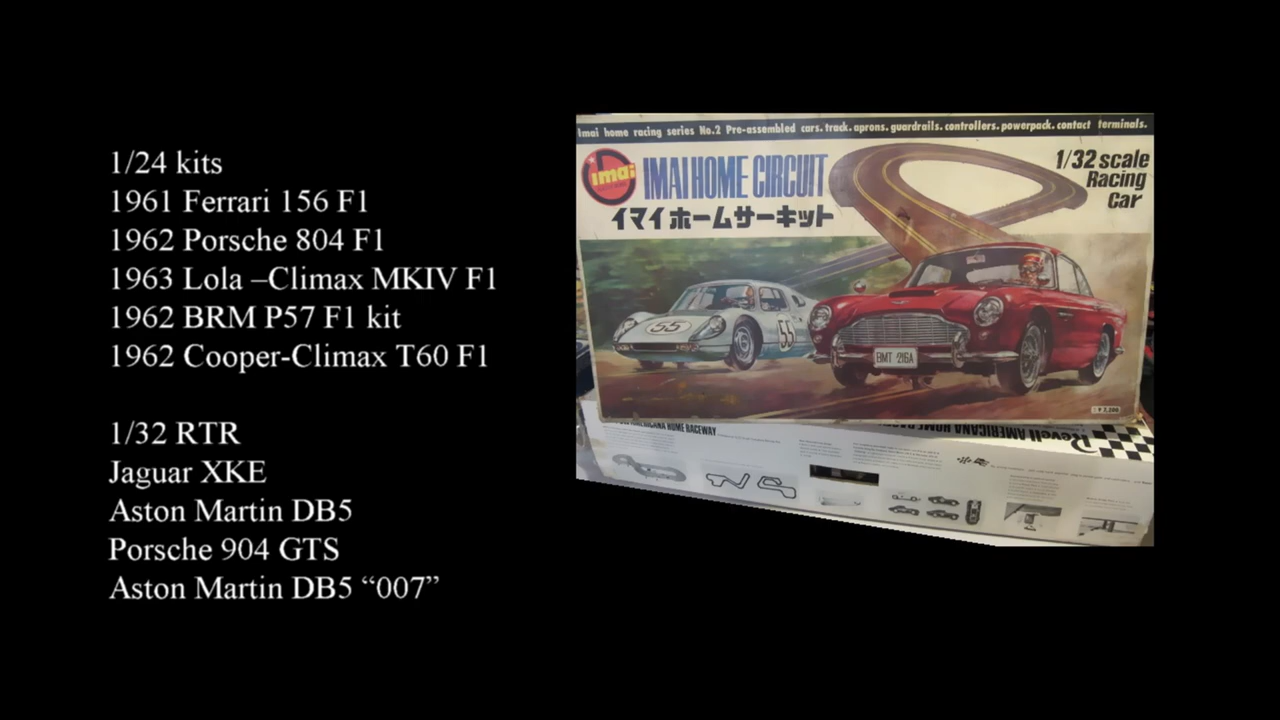 1/24 kits
1961 Ferrari 156 F1
1962 Porsche 804 F1
1963 Lola –Climax MKIV F1
1962 BRM P57 F1 kit
1962 Cooper-Climax T60 F1
1/32 RTR
Jaguar XKE
Aston Martin DB5
Porsche 904 GTS
Aston Martin DB5 “007”
Imai home racing series No.2 Pre-assembled cars. track. aprons. guardrails. controllers. powerpack. contact terminals.
imai
IMAI HOME CIRCUIT
イマイ ホームサーキット
1/32 scale
Racing
Car
55
55
BMT 216A
Revell AMERICANA HOME
AMERICANA HOME RACEWAY